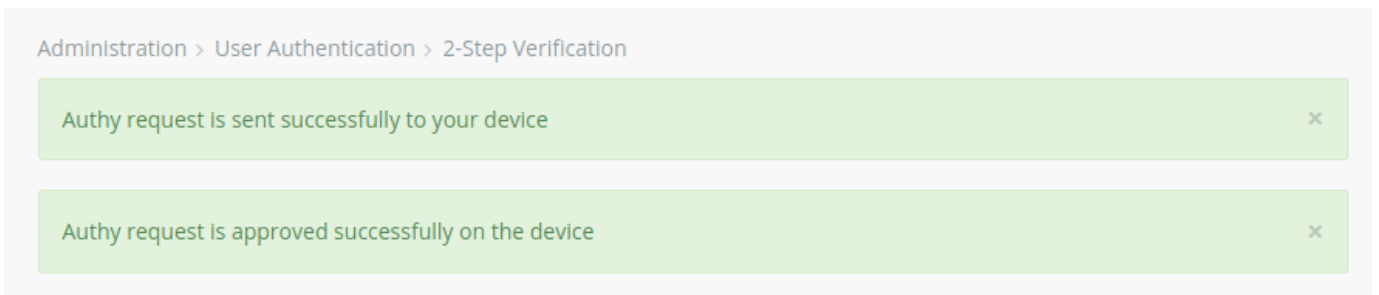 Administration > User Authentication > 2-Step Verification
Authy request is sent successfully to your device ×
Authy request is approved successfully on the device ×